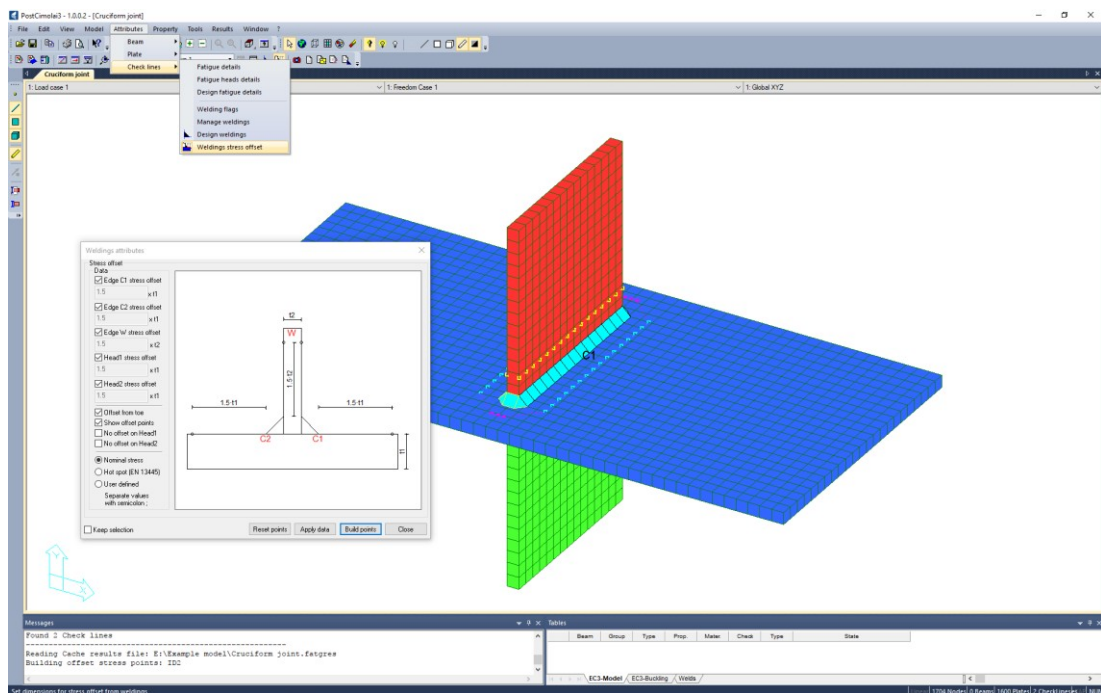 PostCimolai3 - 1.0.0.2 - [Cruciform joint]
File Edit View Model Attributes Property Tools Results Window ?
Beam
Plate
Check lines
Fatigue details
Fatigue heads details
Design fatigue details
Welding flags
Manage weldings
Design weldings
Weldings stress offset
Cruciform joint
1: Load case 1
1: Freedom Case 1
1: Global XYZ
Weldings attributes
Stress offset
Data
Edge C1 stress offset
1.5 x t1
Edge C2 stress offset
1.5 x t1
Edge W stress offset
1.5 x t2
Head1 stress offset
1.5 x t1
Head2 stress offset
1.5 x t1
Offset from toe
Show offset points
No offset on Head1
No offset on Head2
Nominal stress
Hot spot (EN 13445)
User defined
Separate values
with semicolon ;
t2
W
1.5·t2
1.5·t1
1.5·t1
C2
C1
t1
Keep selection
Reset points
Apply data
Build points
Close
C1
Y
X
Messages
Found 2 Check lines
Reading Cache results file: E:\Example model\Cruciform joint.fatgres
Building offset stress points: ID2
Tables
Beam Group Type Prop. Mater. Check Type State
EC3-Model EC3-Buckling Welds
Set dimensions for stress offset from weldings
1704 Nodes 0 Beams 1600 Plates 2 CheckLines